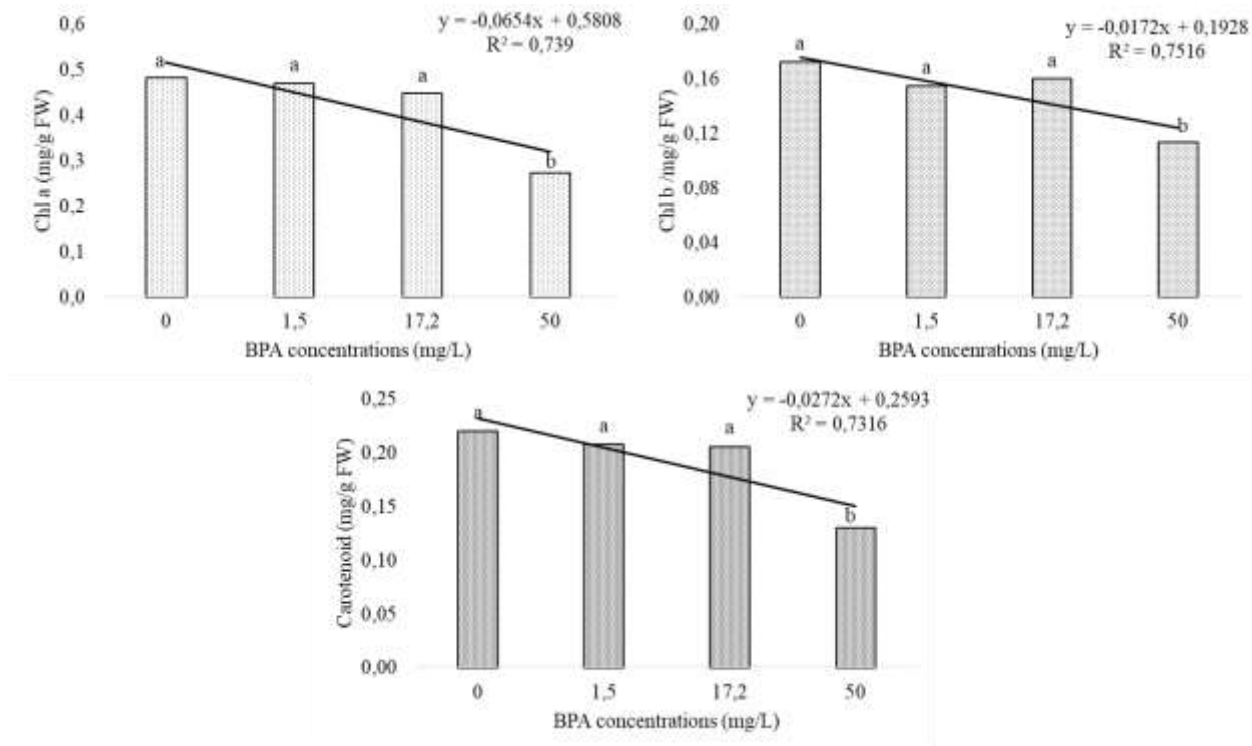 y = -0,0654x + 0,5808
R² = 0,739
0,6
0,5
0,4
0,3
0,2
0,1
0,0
Chl a (mg/g FW)
a
a
a
b
0
1,5
17,2
50
BPA concentrations (mg/L)
y = -0,0172x + 0,1928
R² = 0,7516
0,20
0,16
0,12
0,08
0,04
0,00
Chl b /mg/g FW)
a
a
a
b
0
1,5
17,2
50
BPA concenrations (mg/L)
y = -0,0272x + 0,2593
R² = 0,7316
0,25
0,20
0,15
0,10
0,05
0,00
Carotenoid (mg/g FW)
a
a
a
b
0
1,5
17,2
50
BPA concentrations (mg/L)